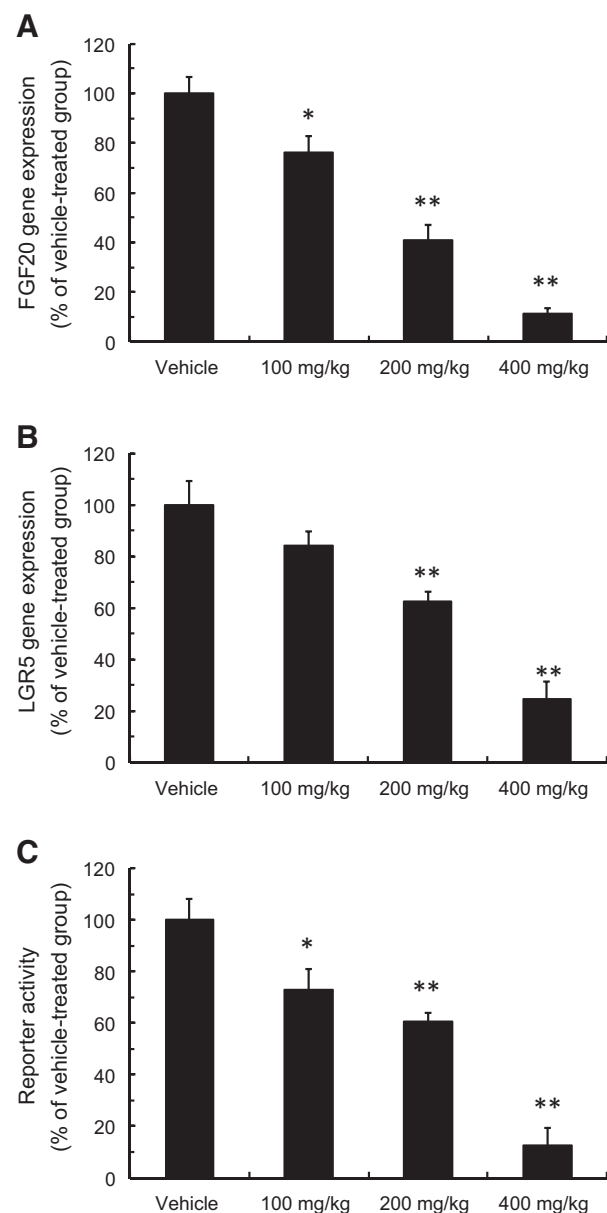 A
FGF20 gene expression
(% of vehicle-treated group)
120
100
80
60
40
20
0
*
**
**
Vehicle 100 mg/kg 200 mg/kg 400 mg/kg
B
LGR5 gene expression
(% of vehicle-treated group)
120
100
80
60
40
20
0
**
**
Vehicle 100 mg/kg 200 mg/kg 400 mg/kg
C
Reporter activity
(% of vehicle-treated group)
120
100
80
60
40
20
0
*
**
**
Vehicle 100 mg/kg 200 mg/kg 400 mg/kg